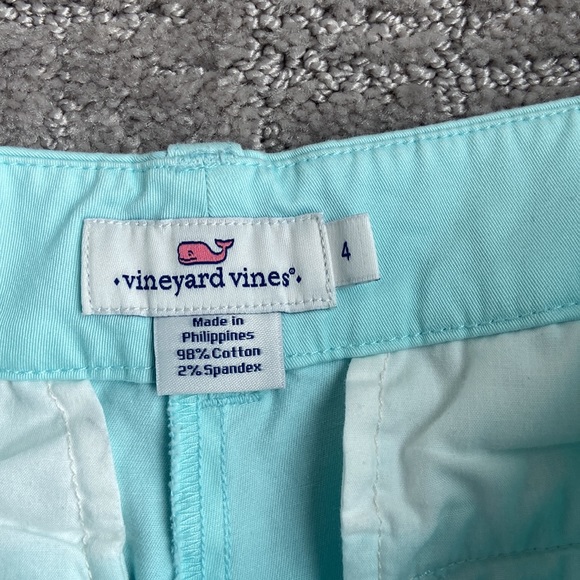 ·vineyard vines®·
4
Made in
Philippines
98% Cotton
2% Spandex